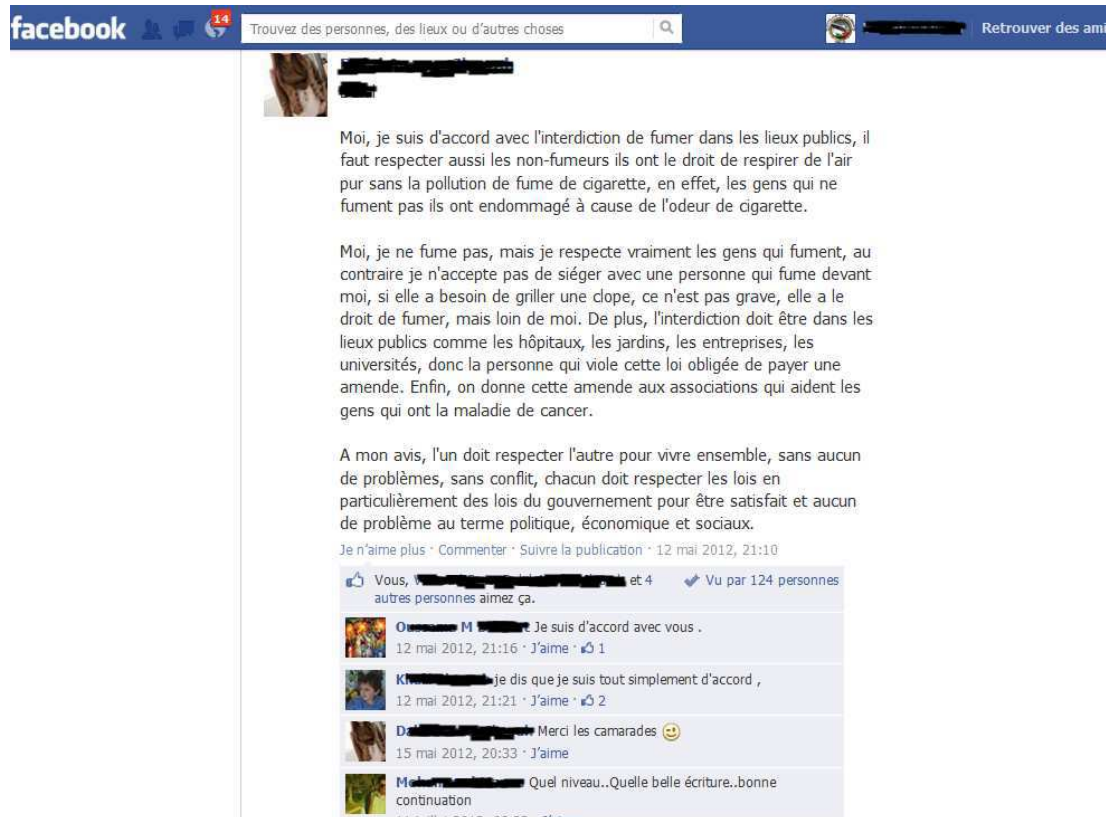 facebook
14
Trouvez des personnes, des lieux ou d'autres choses
Retrouver des ami
Moi, je suis d'accord avec l'interdiction de fumer dans les lieux publics, il
faut respecter aussi les non-fumeurs ils ont le droit de respirer de l'air
pur sans la pollution de fume de cigarette, en effet, les gens qui ne
fument pas ils ont endommagé à cause de l'odeur de cigarette.
Moi, je ne fume pas, mais je respecte vraiment les gens qui fument, au
contraire je n'accepte pas de siéger avec une personne qui fume devant
moi, si elle a besoin de griller une clope, ce n'est pas grave, elle a le
droit de fumer, mais loin de moi. De plus, l'interdiction doit être dans les
lieux publics comme les hôpitaux, les jardins, les entreprises, les
universités, donc la personne qui viole cette loi obligée de payer une
amende. Enfin, on donne cette amende aux associations qui aident les
gens qui ont la maladie de cancer.
A mon avis, l'un doit respecter l'autre pour vivre ensemble, sans aucun
de problèmes, sans conflit, chacun doit respecter les lois en
particulièrement des lois du gouvernement pour être satisfait et aucun
de problème au terme politique, économique et sociaux.
Je n'aime plus · Commenter · Suivre la publication · 12 mai 2012, 21:10
Vous, et 4 Vu par 124 personnes
autres personnes aimez ça.
M Je suis d'accord avec vous .
12 mai 2012, 21:16 · J'aime · 1
je dis que je suis tout simplement d'accord ,
12 mai 2012, 21:21 · J'aime · 2
Merci les camarades
15 mai 2012, 20:33 · J'aime
Quel niveau..Quelle belle écriture..bonne
continuation